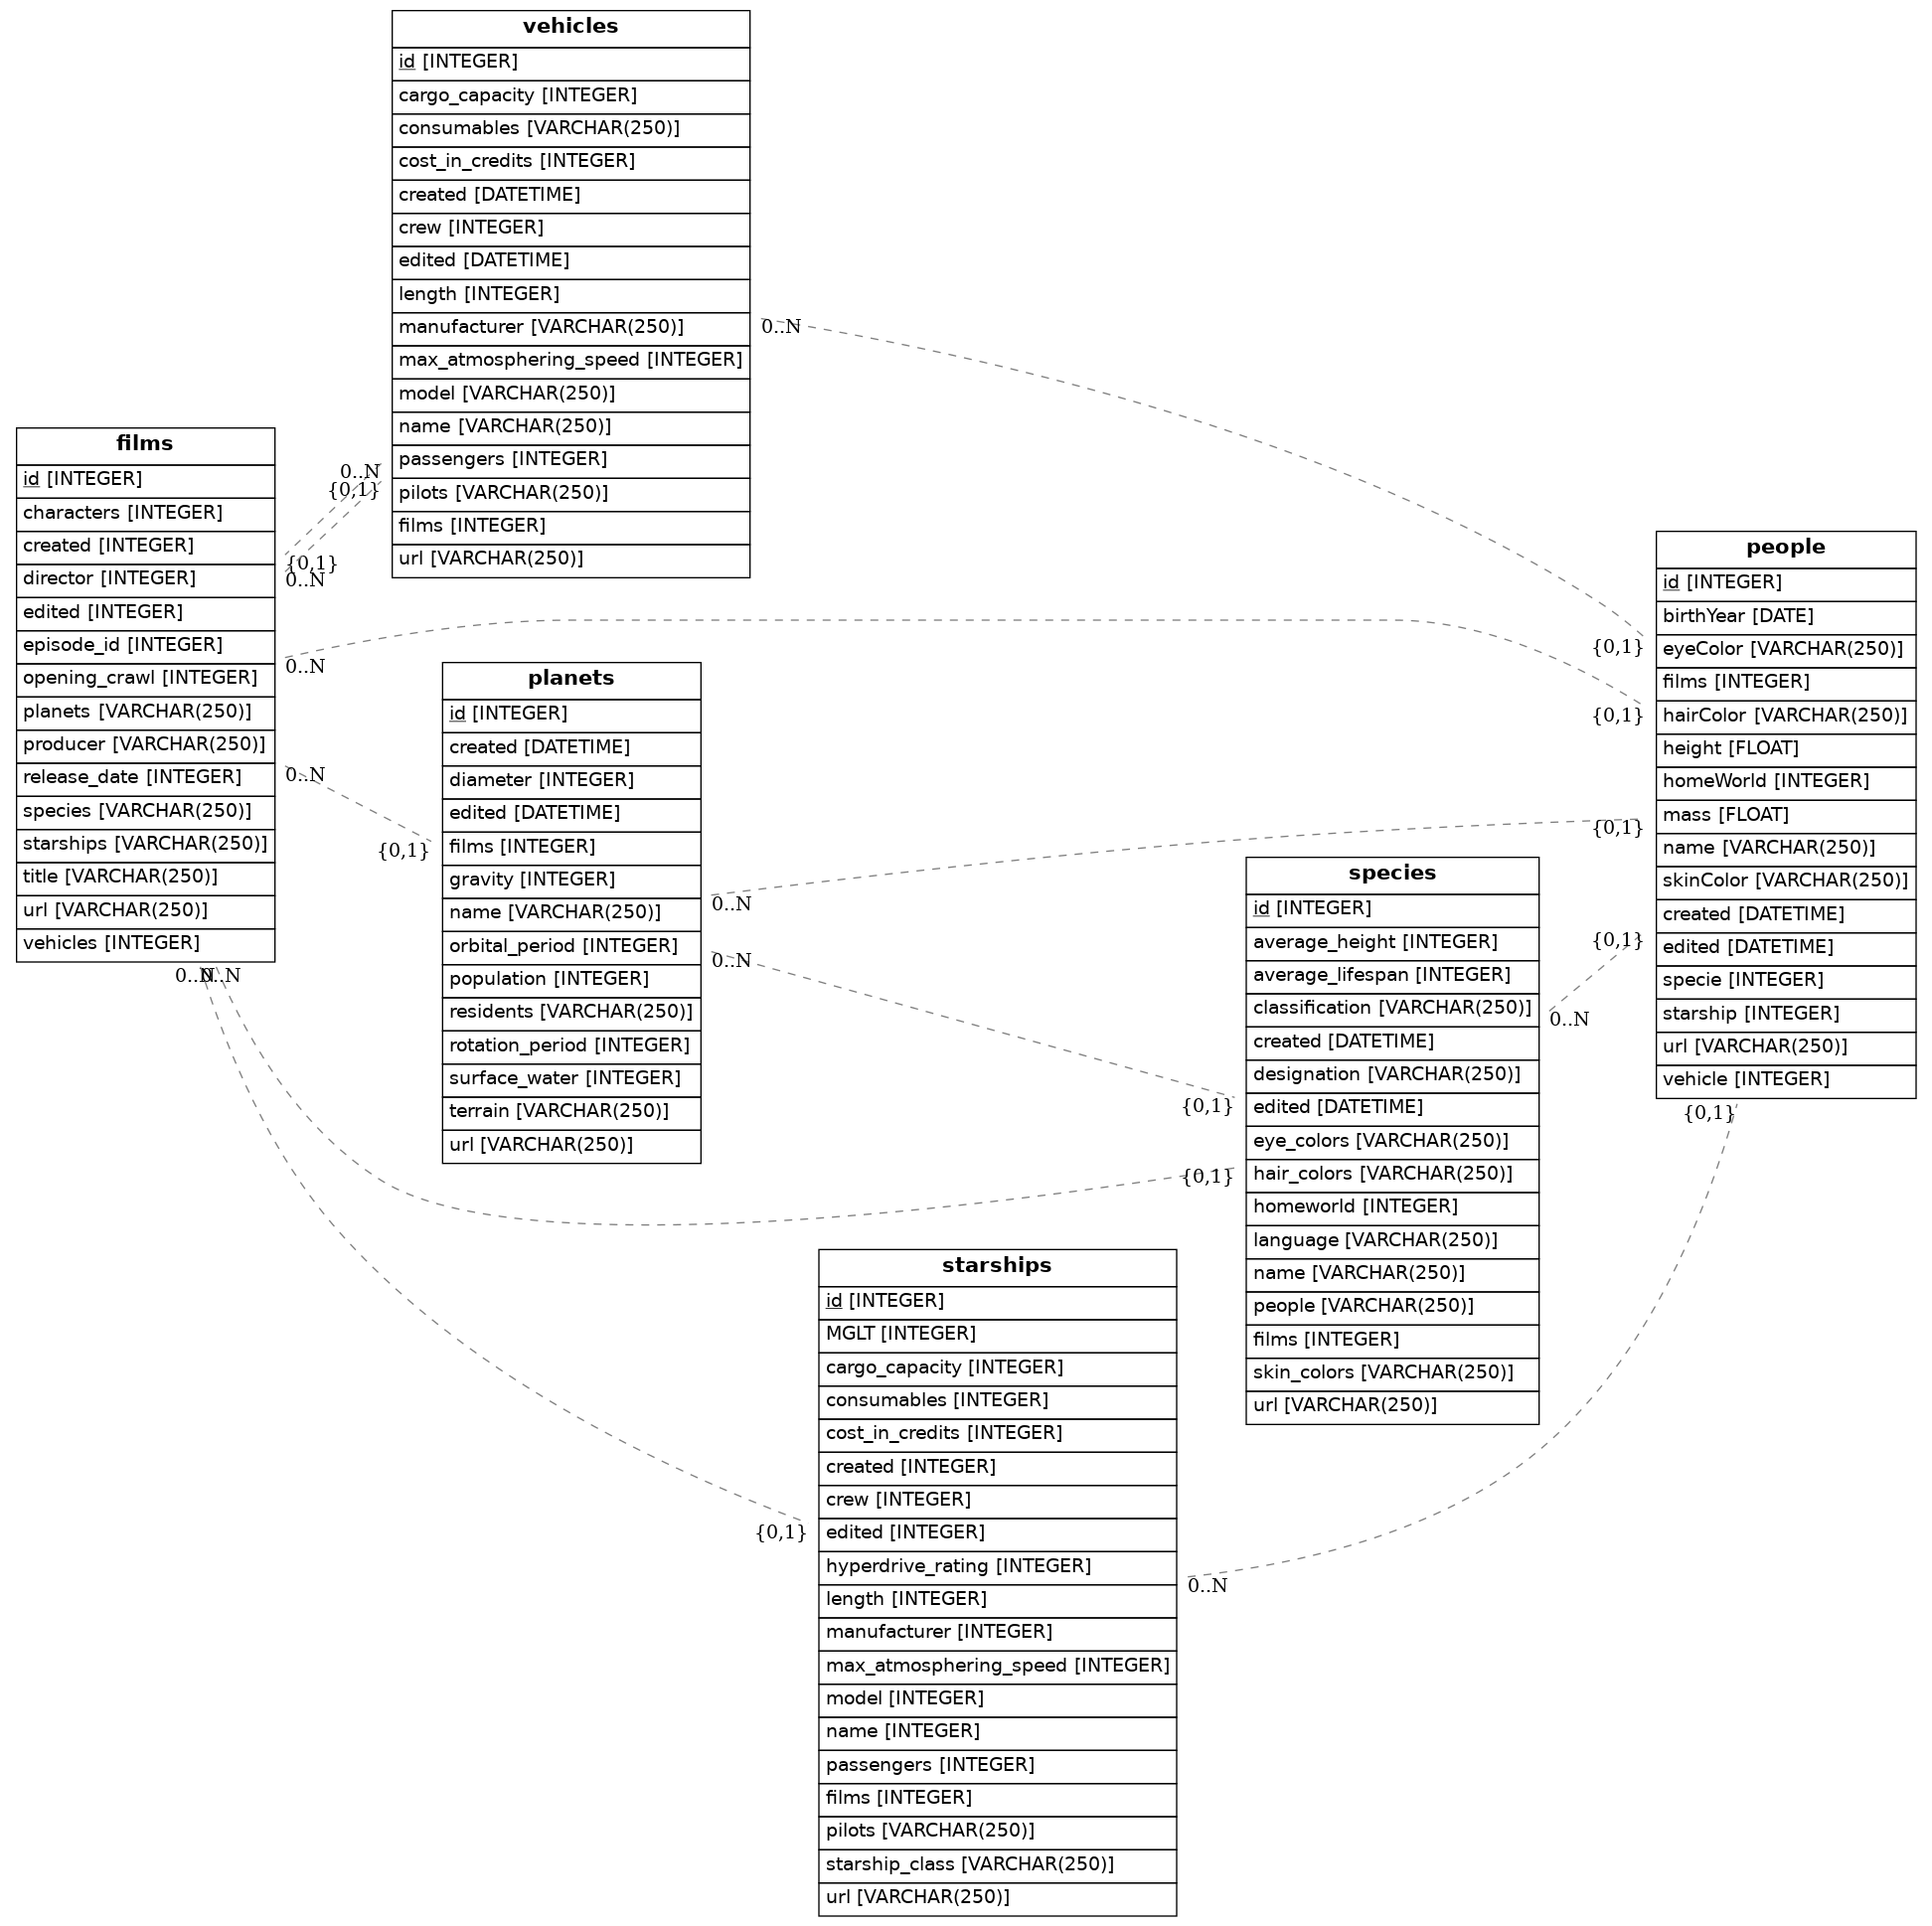 vehicles
id [INTEGER]
cargo_capacity [INTEGER]
consumables [VARCHAR(250)]
cost_in_credits [INTEGER]
created [DATETIME]
crew [INTEGER]
edited [DATETIME]
length [INTEGER]
manufacturer [VARCHAR(250)]
max_atmosphering_speed [INTEGER]
model [VARCHAR(250)]
name [VARCHAR(250)]
passengers [INTEGER]
pilots [VARCHAR(250)]
films [INTEGER]
url [VARCHAR(250)]
0..N
0..N
{0,1}
{0,1}
0..N
films
id [INTEGER]
characters [INTEGER]
created [INTEGER]
director [INTEGER]
edited [INTEGER]
episode_id [INTEGER]
opening_crawl [INTEGER]
planets [VARCHAR(250)]
producer [VARCHAR(250)]
release_date [INTEGER]
species [VARCHAR(250)]
starships [VARCHAR(250)]
title [VARCHAR(250)]
url [VARCHAR(250)]
vehicles [INTEGER]
0..N
0..N
0..N
0..N
{0,1}
planets
id [INTEGER]
created [DATETIME]
diameter [INTEGER]
edited [DATETIME]
films [INTEGER]
gravity [INTEGER]
name [VARCHAR(250)]
orbital_period [INTEGER]
population [INTEGER]
residents [VARCHAR(250)]
rotation_period [INTEGER]
surface_water [INTEGER]
terrain [VARCHAR(250)]
url [VARCHAR(250)]
0..N
0..N
people
id [INTEGER]
birthYear [DATE]
eyeColor [VARCHAR(250)]
films [INTEGER]
hairColor [VARCHAR(250)]
height [FLOAT]
homeWorld [INTEGER]
mass [FLOAT]
name [VARCHAR(250)]
skinColor [VARCHAR(250)]
created [DATETIME]
edited [DATETIME]
specie [INTEGER]
starship [INTEGER]
url [VARCHAR(250)]
vehicle [INTEGER]
{0,1}
{0,1}
{0,1}
{0,1}
{0,1}
species
id [INTEGER]
average_height [INTEGER]
average_lifespan [INTEGER]
classification [VARCHAR(250)]
created [DATETIME]
designation [VARCHAR(250)]
edited [DATETIME]
eye_colors [VARCHAR(250)]
hair_colors [VARCHAR(250)]
homeworld [INTEGER]
language [VARCHAR(250)]
name [VARCHAR(250)]
people [VARCHAR(250)]
films [INTEGER]
skin_colors [VARCHAR(250)]
url [VARCHAR(250)]
0..N
{0,1}
{0,1}
starships
id [INTEGER]
MGLT [INTEGER]
cargo_capacity [INTEGER]
consumables [INTEGER]
cost_in_credits [INTEGER]
created [INTEGER]
crew [INTEGER]
edited [INTEGER]
hyperdrive_rating [INTEGER]
length [INTEGER]
manufacturer [INTEGER]
max_atmosphering_speed [INTEGER]
model [INTEGER]
name [INTEGER]
passengers [INTEGER]
films [INTEGER]
pilots [VARCHAR(250)]
starship_class [VARCHAR(250)]
url [VARCHAR(250)]
{0,1}
0..N